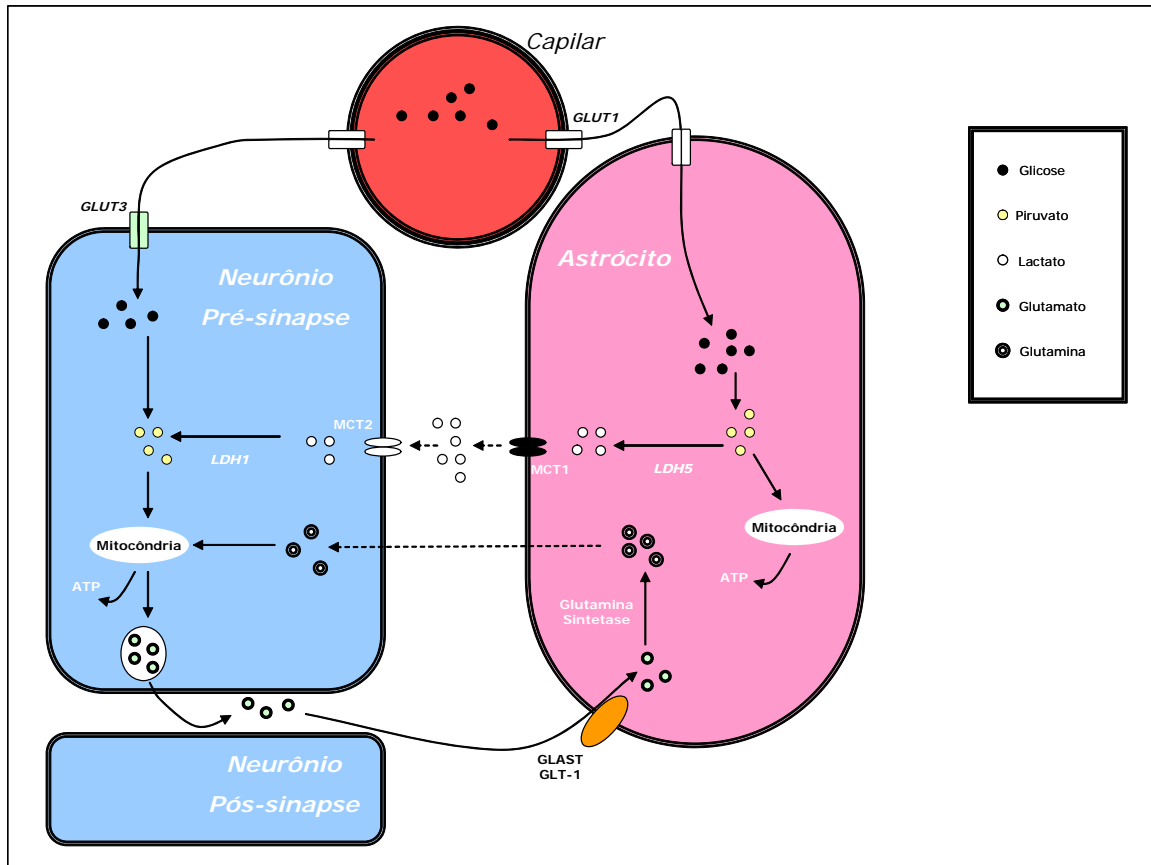 Capilar
GLUT1
GLUT3
Neurônio
Pré-sinapse
Astrócito
Glicose
Piruvato
Lactato
Glutamato
Glutamina
MCT2
LDH1
MCT1
LDH5
Mitocôndria
ATP
Mitocôndria
ATP
Glutamina
Sintetase
GLAST
GLT-1
Neurônio
Pós-sinapse